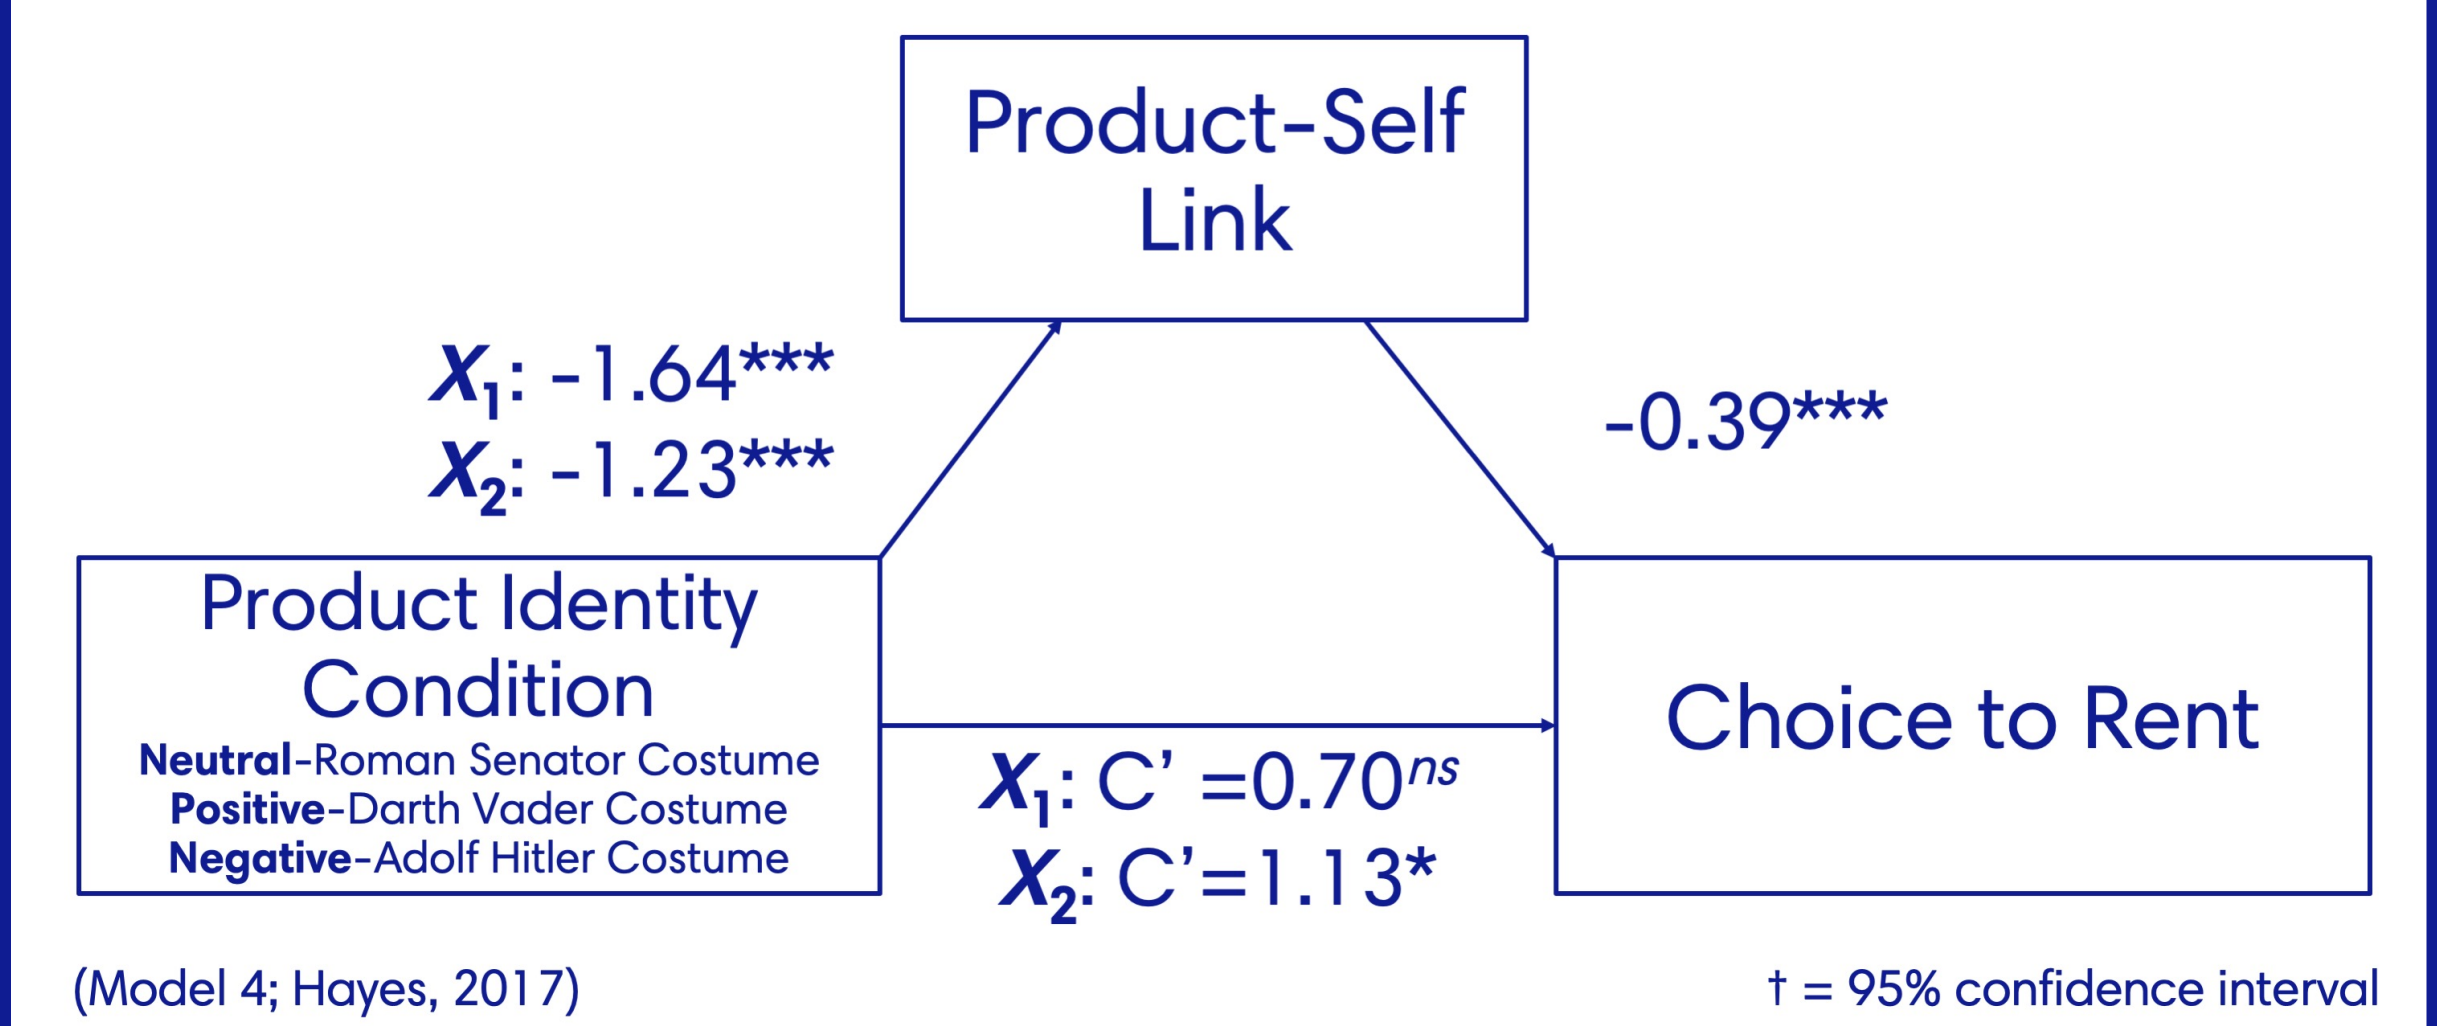 Product-Self
Link
X₁: -1.64***
X₂: -1.23***
-0.39***
Product Identity
Condition
Neutral-Roman Senator Costume
Positive-Darth Vader Costume
Negative-Adolf Hitler Costume
X₁: C’ =0.70ⁿˢ
X₂: C’=1.13*
Choice to Rent
(Model 4; Hayes, 2017)
† = 95% confidence interval